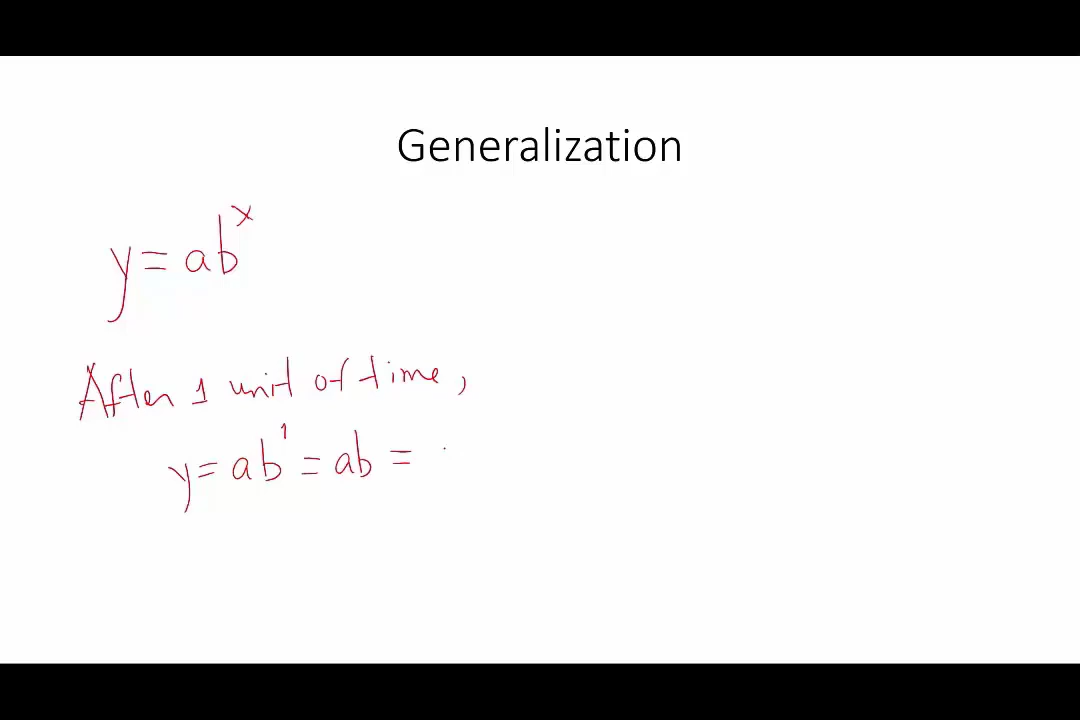 Generalization
y = ab^x
After 1 unit of time,
y = ab^1 = ab =